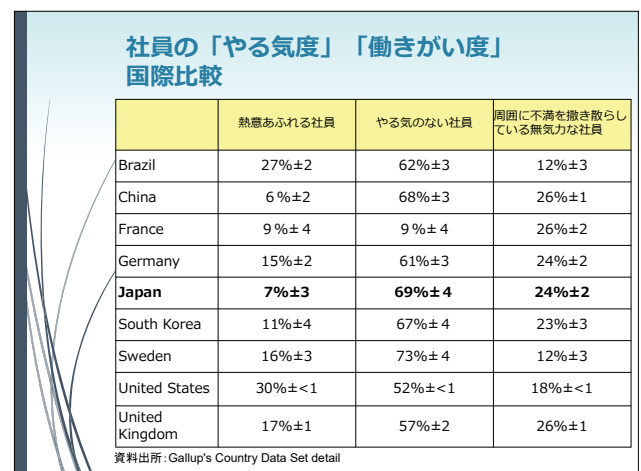 社員の「やる気度」「働きがい度」
国際比較
熱意あふれる社員 やる気のない社員 周囲に不満を撒き散らし
ている無気力な社員
Brazil 27%±2 62%±3 12%±3
China 6%±2 68%±3 26%±1
France 9%±4 9%±4 26%±2
Germany 15%±2 61%±3 24%±2
Japan 7%±3 69%±4 24%±2
South Korea 11%±4 67%±4 23%±3
Sweden 16%±3 73%±4 12%±3
United States 30%±<1 52%±<1 18%±<1
United
Kingdom 17%±1 57%±2 26%±1
資料出所:Gallup's Country Data Set detail